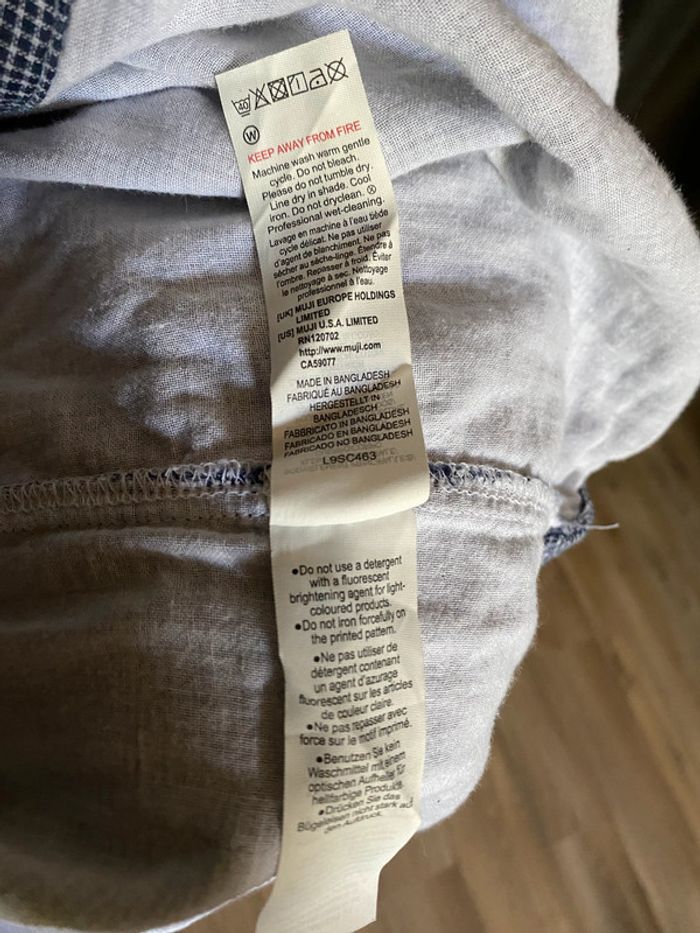 40
W
KEEP AWAY FROM FIRE
Machine wash warm gentle
cycle. Do not bleach.
Please do not tumble dry.
Line dry in shade. Cool
iron. Do not dryclean. Ⓧ
Professional wet-cleaning.
Lavage en machine à l'eau tiède
cycle délicat. Ne pas utiliser
d'agent de blanchiment. Ne pas
sécher au sèche-linge. Étendre à
l'ombre. Repasser à froid. Éviter
le nettoyage à sec. Nettoyage
professionnel à l'eau.
[UK] MUJI EUROPE HOLDINGS
LIMITED
[US] MUJI U.S.A. LIMITED
RN120702
http://www.muji.com
CA59077
MADE IN BANGLADESH
FABRIQUÉ AU BANGLADESH
HERGESTELLT IN
BANGLADESCH
FABBRICATO IN BANGLADESH
FABRICADO EN BANGLADESH
FABRICADO NO BANGLADESH
L9SC463
●Do not use a detergent
with a fluorescent
brightening agent for light-
coloured products.
●Do not iron forcefully on
the printed pattern.
●Ne pas utiliser de
détergent contenant
un agent d'azurage
fluorescent sur les articles
de couleur claire.
●Ne pas repasser avec
force sur le motif imprimé.
●Benutzen Sie kein
Waschmittel mit einem
optischen Aufheller für
hellfarbige Produkte.
●Drücken Sie das
Bügeleisen nicht stark auf
den Aufdruck.